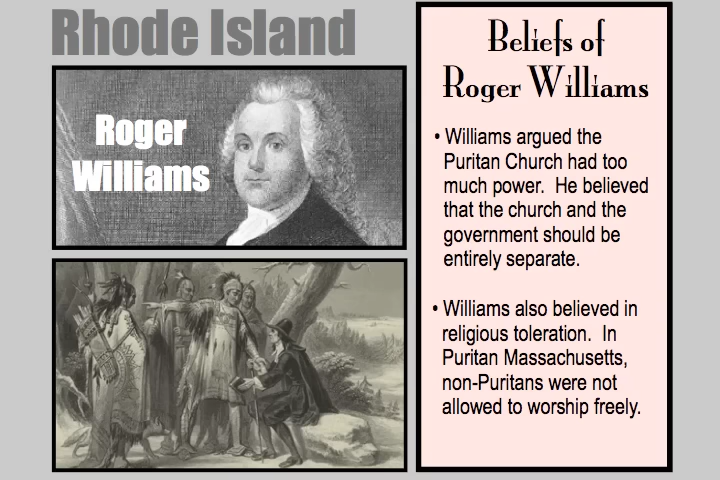 Rhode Island
Roger
Williams
Beliefs of
Roger Williams
• Williams argued the
Puritan Church had too
much power. He believed
that the church and the
government should be
entirely separate.
• Williams also believed in
religious toleration. In
Puritan Massachusetts,
non-Puritans were not
allowed to worship freely.